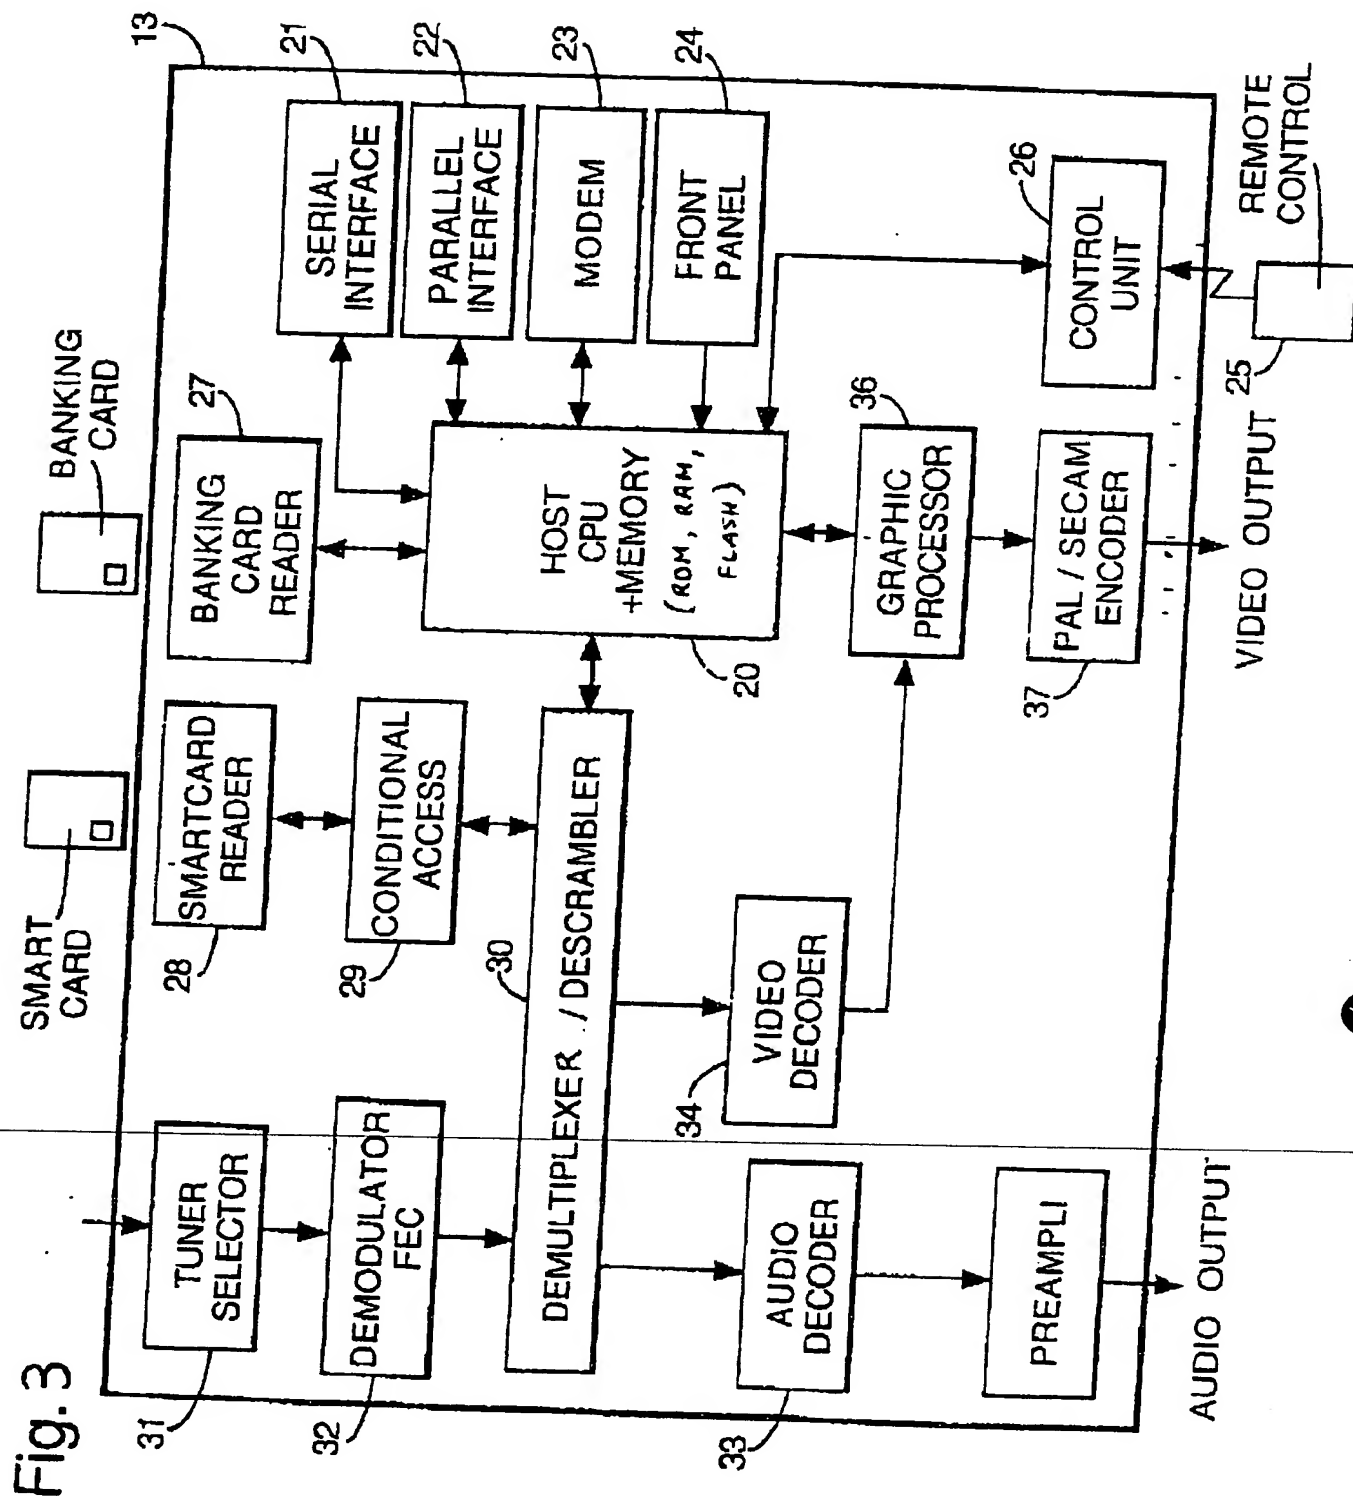 Fig. 3
SMART
CARD
BANKING
CARD
13
31
TUNER
SELECTOR
28
SMARTCARD
READER
27
BANKING
CARD
READER
21
SERIAL
INTERFACE
32
DEMODULATOR
FEC
29
CONDITIONAL
ACCESS
22
PARALLEL
INTERFACE
30
DEMULTIPLEXER / DESCRAMBLER
HOST
CPU
+MEMORY
(ROM, RAM,
FLASH)
20
23
MODEM
24
FRONT
PANEL
33
AUDIO
DECODER
34
VIDEO
DECODER
36
GRAPHIC
PROCESSOR
26
CONTROL
UNIT
PREAMPLI
37
PAL / SECAM
ENCODER
REMOTE
CONTROL
25
AUDIO OUTPUT
VIDEO OUTPUT